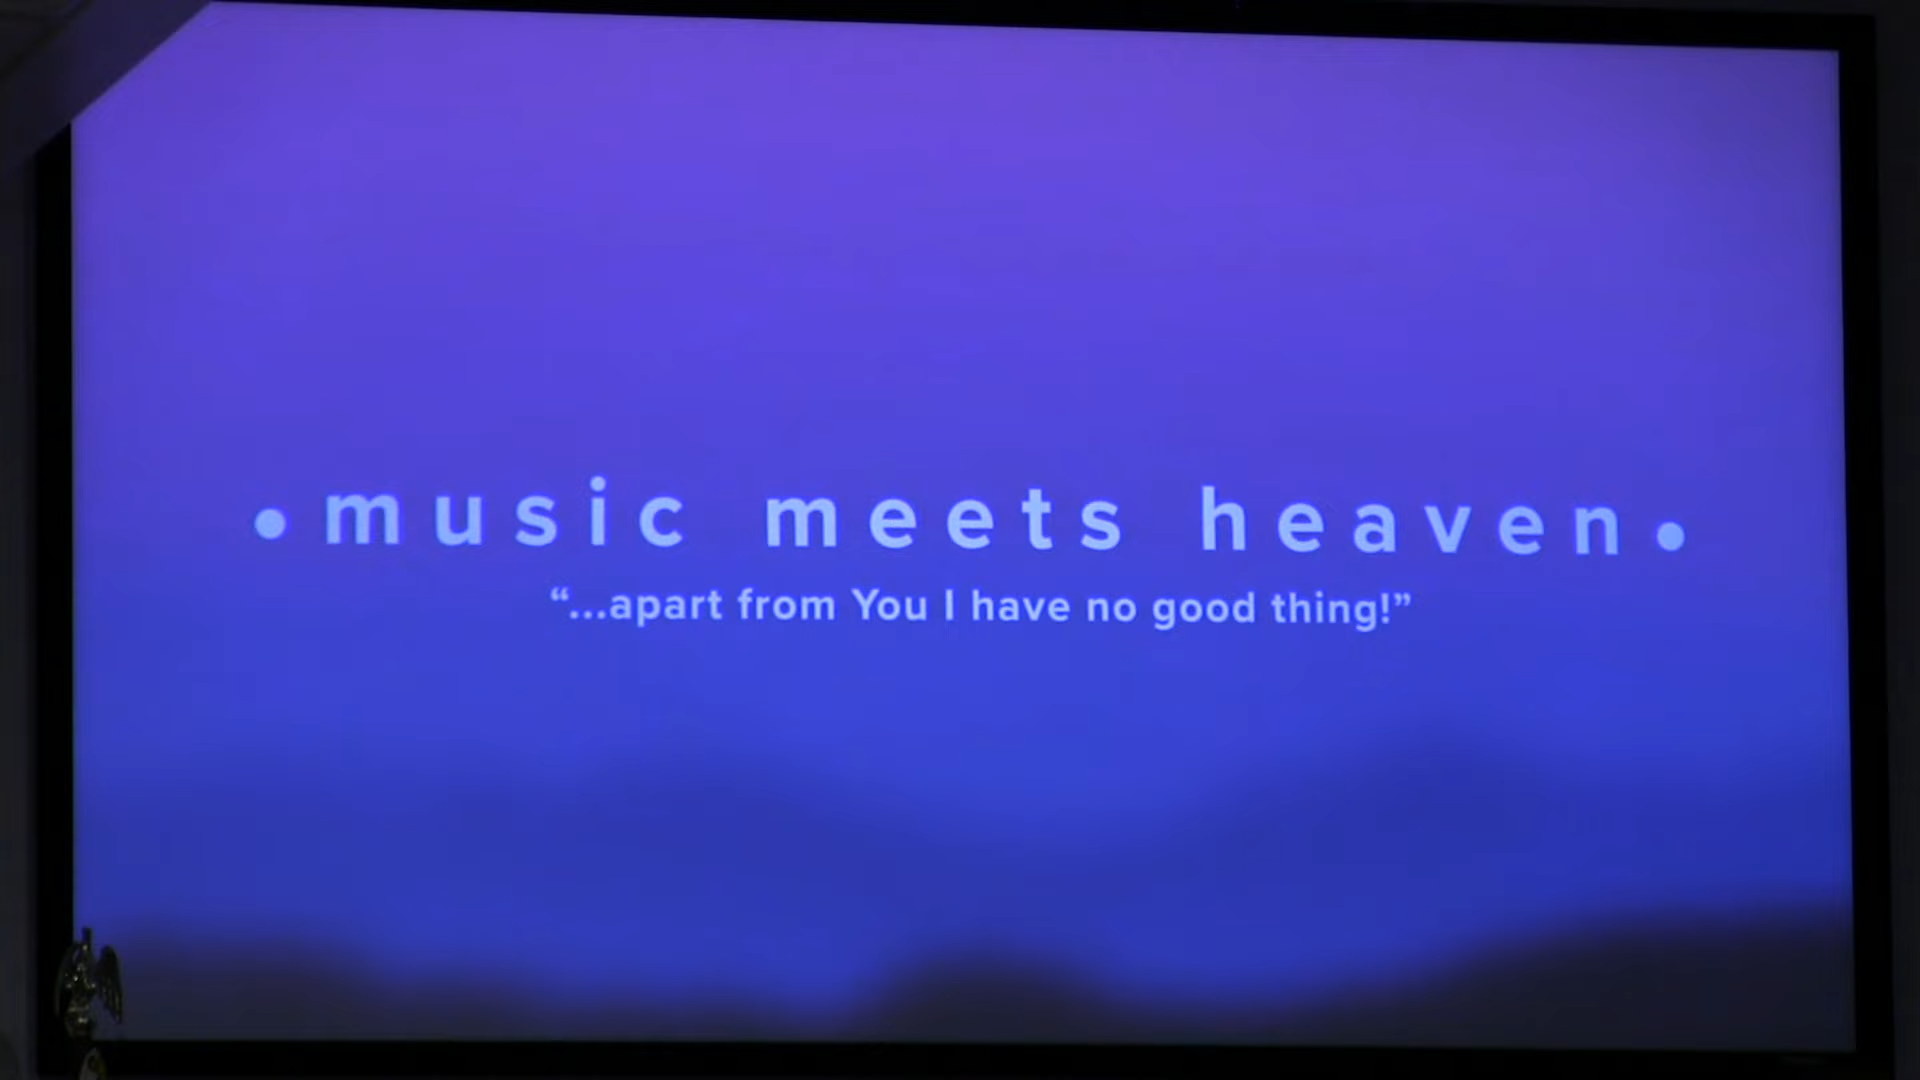 • music meets heaven •
“...apart from You I have no good thing!”